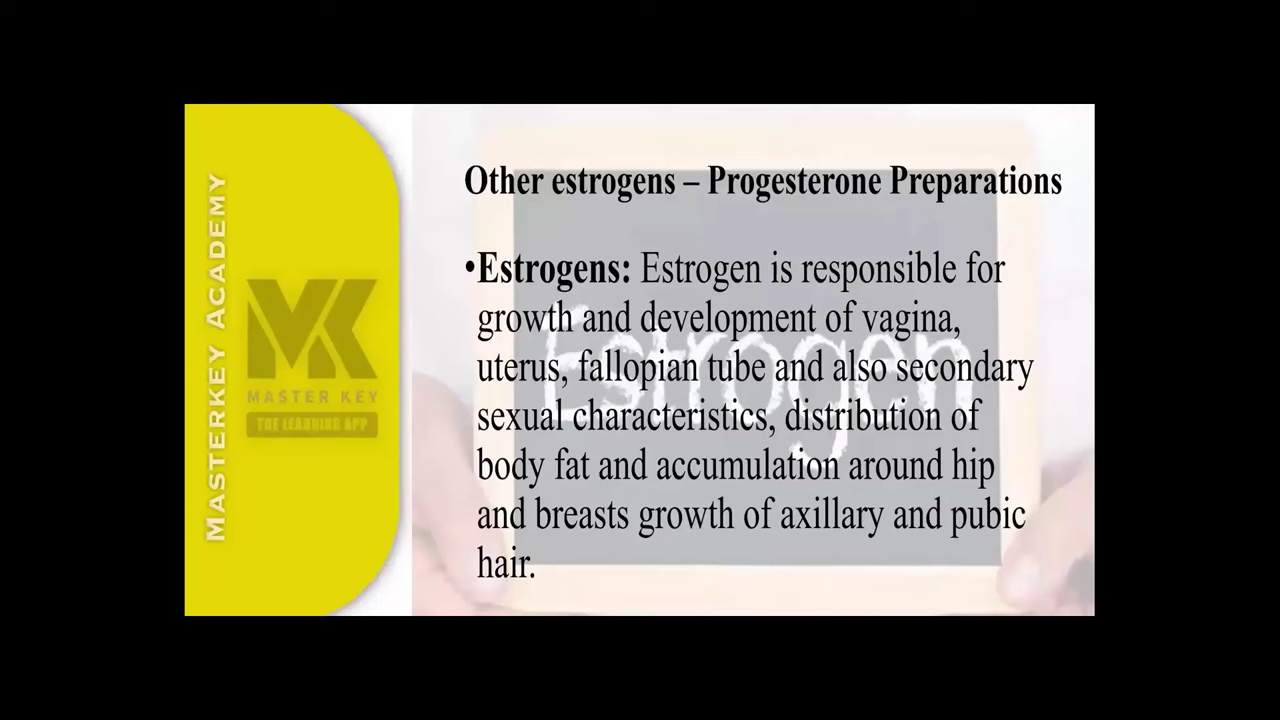 MASTERKEY ACADEMY
MK
MASTER KEY
THE LEARNING APP
Other estrogens – Progesterone Preparations
•Estrogens: Estrogen is responsible for
growth and development of vagina,
uterus, fallopian tube and also secondary
sexual characteristics, distribution of
body fat and accumulation around hip
and breasts growth of axillary and pubic
hair.
Estrogen